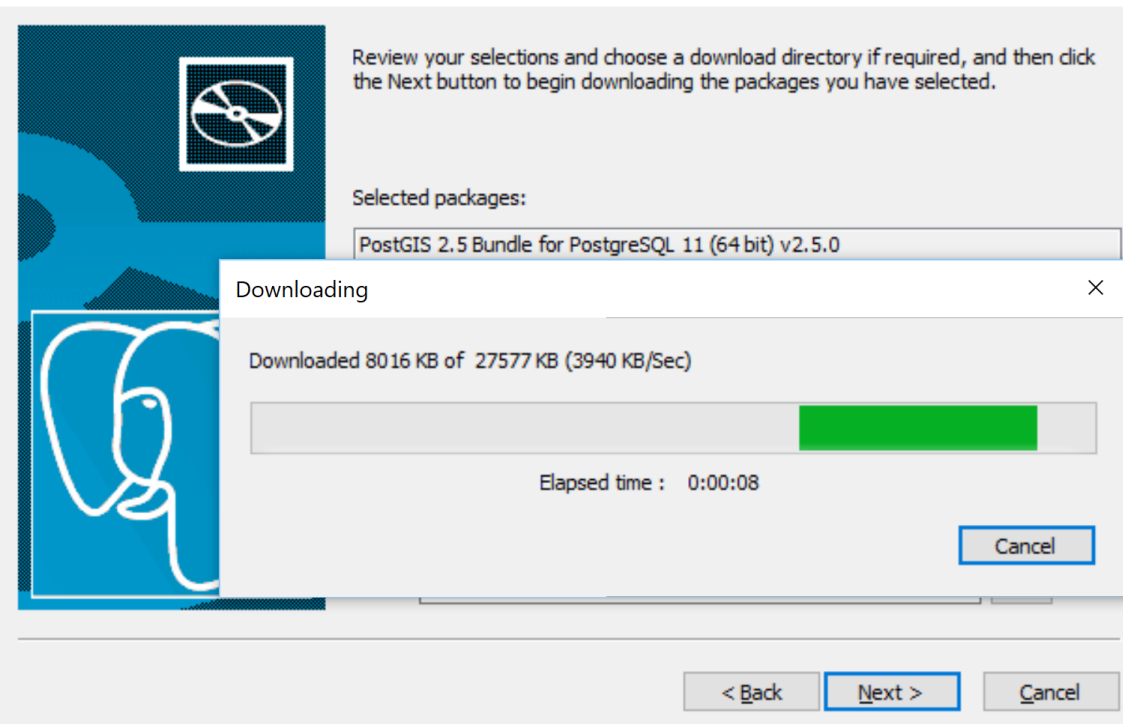 Review your selections and choose a download directory if required, and then click
the Next button to begin downloading the packages you have selected.
Selected packages:
PostGIS 2.5 Bundle for PostgreSQL 11 (64 bit) v2.5.0
Downloading
Downloaded 8016 KB of 27577 KB (3940 KB/Sec)
Elapsed time : 0:00:08
Cancel
< Back
Next >
Cancel